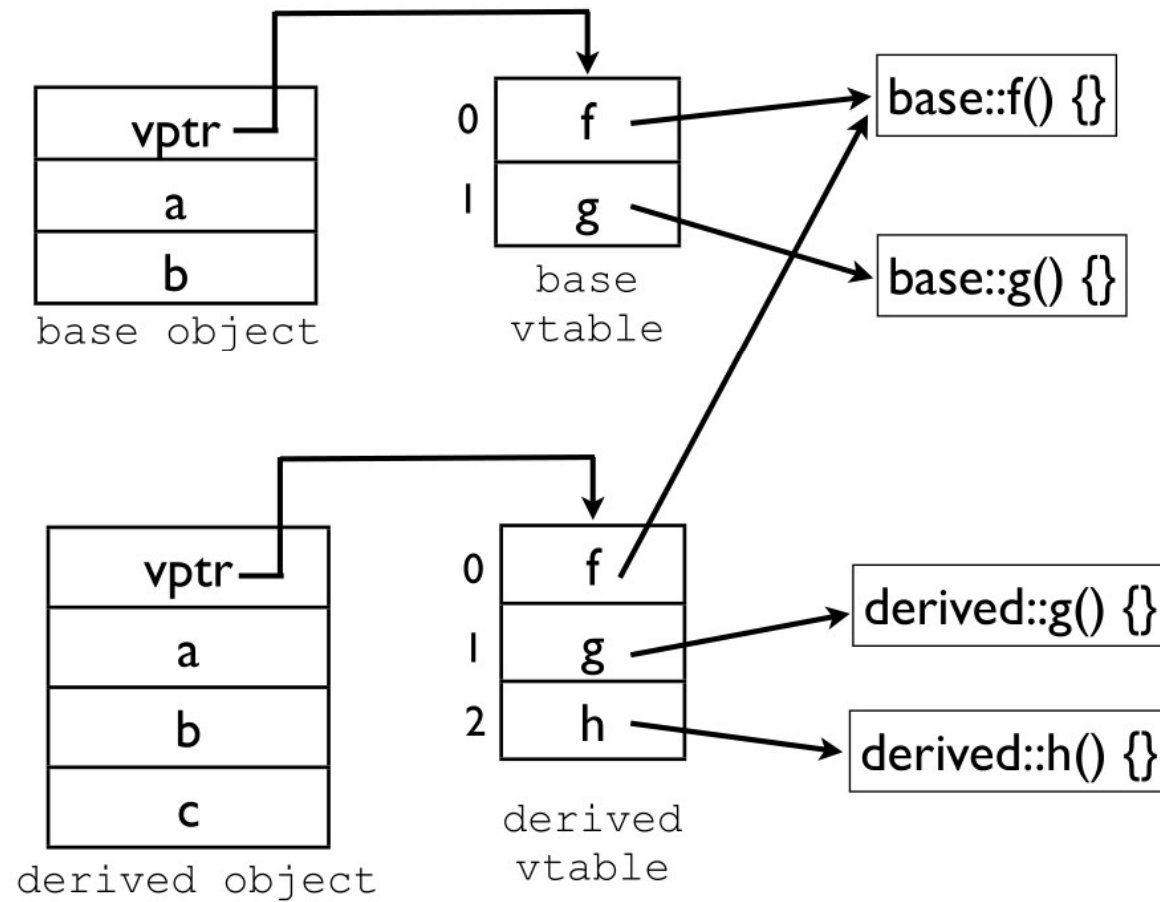 vptr
a
b
base object
0
f
1
g
base
vtable
base::f() {}
base::g() {}
vptr
a
b
c
derived object
0
f
1
g
2
h
derived
vtable
derived::g() {}
derived::h() {}